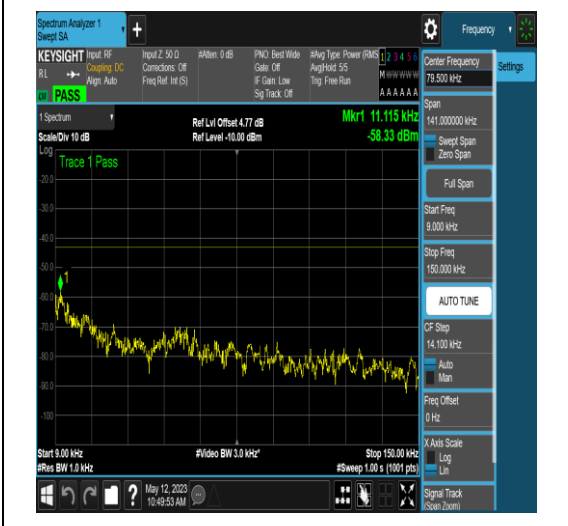 Spectrum Analyzer 1
Swept SA
+
Frequency
KEYSIGHT
Input: RF
Coupling: DC
Align: Auto
Input Z: 50 Ω
Corrections: Off
Freq Ref: Int (S)
#Atten: 0 dB
PNO: Best Wide
Gate: Off
IF Gain: Low
Sig Track: Off
#Avg Type: Power (RMS
Avg|Hold: 5/5
Trig: Free Run
1 2 3 4 5 6
M W W W W W
A A A A A A
R L
PASS
1 Spectrum
Scale/Div 10 dB
Ref Lvl Offset 4.77 dB
Ref Level -10.00 dBm
Mkr1 11.115 kHz
-58.33 dBm
Log
Trace 1 Pass
-20.0
-30.0
-40.0
-50.0
1
-60.0
-70.0
-80.0
-90.0
-100
Start 9.00 kHz
#Res BW 1.0 kHz
#Video BW 3.0 kHz*
Stop 150.00 kHz
#Sweep 1.00 s (1001 pts)
May 12, 2023
10:49:53 AM
?
Center Frequency
79.500 kHz
Settings
Span
141.000000 kHz
Swept Span
Zero Span
Full Span
Start Freq
9.000 kHz
Stop Freq
150.000 kHz
AUTO TUNE
CF Step
14.100 kHz
Auto
Man
Freq Offset
0 Hz
X Axis Scale
Log
Lin
Signal Track
(Span Zoom)